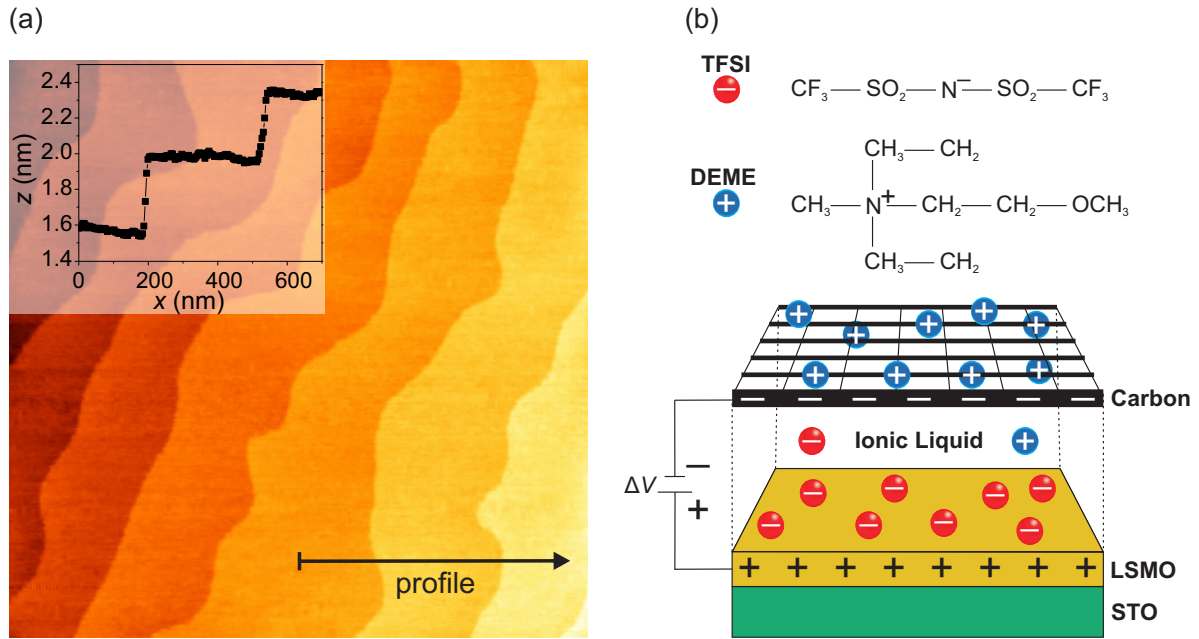 (a)
z (nm)
2.4
2.2
2.0
1.8
1.6
1.4
0 200 400 600
x (nm)
profile
(b)
TFSI
−
CF₃ — SO₂ — N⁻ — SO₂ — CF₃
CH₃ — CH₂
DEME
+
CH₃ — N⁺ — CH₂ — CH₂ — OCH₃
CH₃ — CH₂
+ + + + +
+ + + +
− − − − − − − −
Carbon
− Ionic Liquid +
ΔV
−
+
− − − −
− − − −
+ + + + + + + +
LSMO
STO